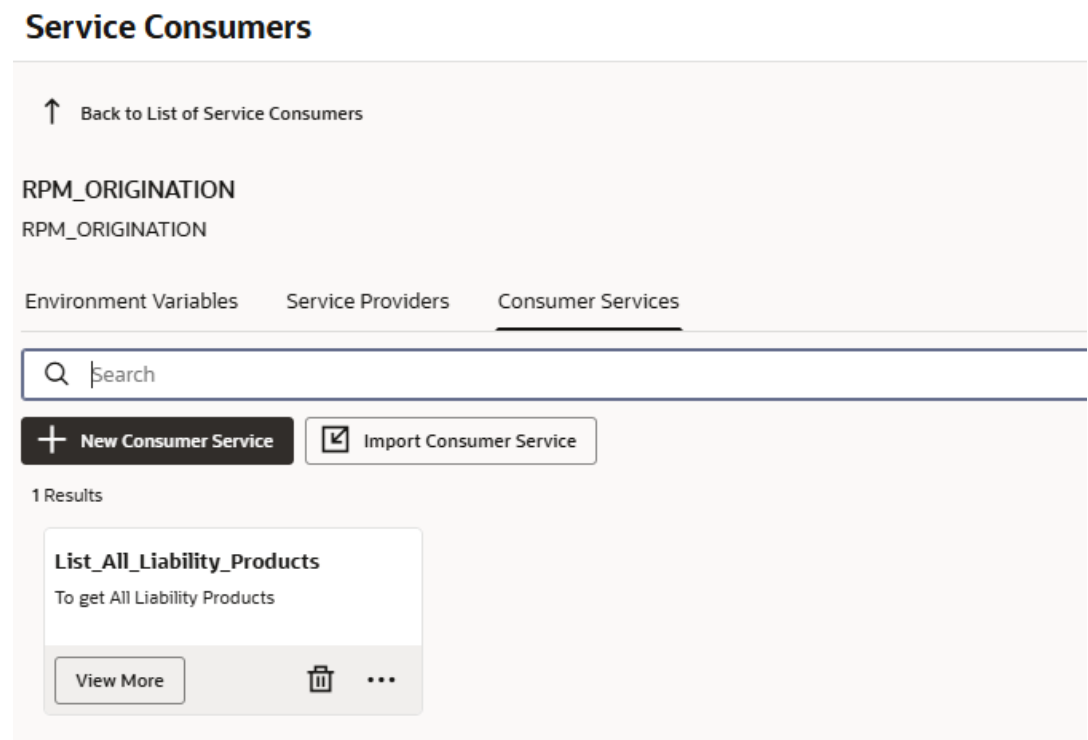 Service Consumers
Back to List of Service Consumers
RPM_ORIGINATION
RPM_ORIGINATION
Environment Variables Service Providers Consumer Services
Search
New Consumer Service Import Consumer Service
1 Results
List_All_Liability_Products
To get All Liability Products
View More